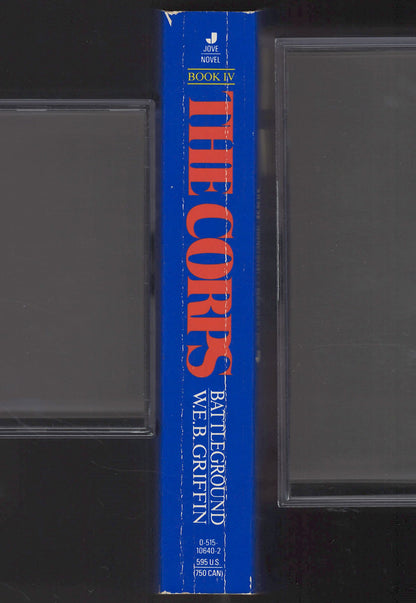 J
JOVE
NOVEL
BOOK IV
THE CORPS
BATTLEGROUND
W.E.B. GRIFFIN
0-515-
10640-2
595 U.S.
(750 CAN)